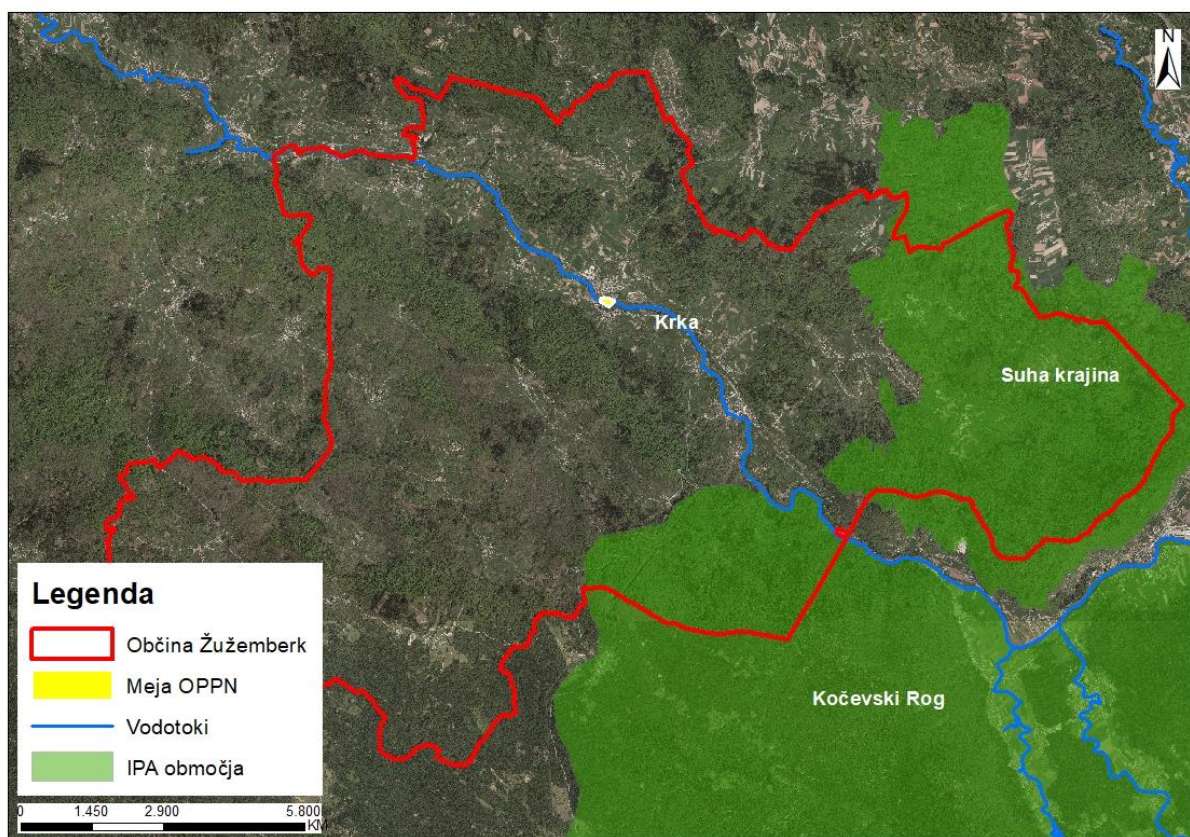 N
Krka
Suha krajina
Kočevski Rog
Legenda
Občina Žužemberk
Meja OPPN
Vodotoki
IPA območja
0 1.450 2.900 5.800
KM